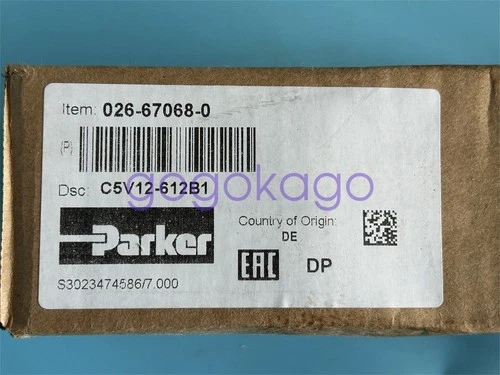 Item: 026-67068-0
(P)
Dsc: C5V12-612B1
gogokago
Parker
Country of Origin:
DE
EAC DP
S3023474586/7.000